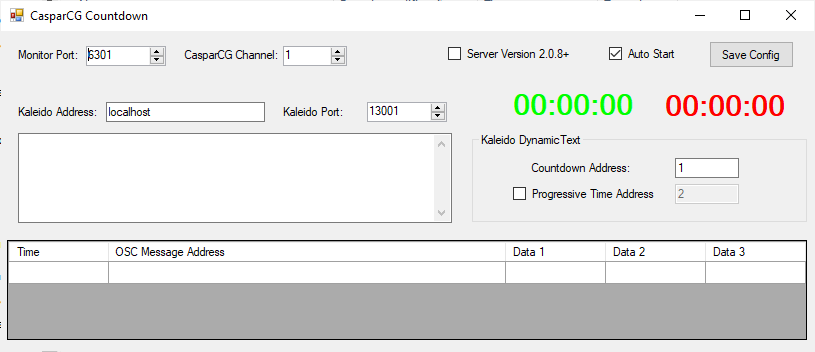 CasparCG Countdown
Monitor Port: 6301 CasparCG Channel: 1 Server Version 2.0.8+ Auto Start Save Config
Kaleido Address: localhost Kaleido Port: 13001 00:00:00 00:00:00
Kaleido DynamicText
Countdown Address: 1
Progressive Time Address 2
Time OSC Message Address Data 1 Data 2 Data 3